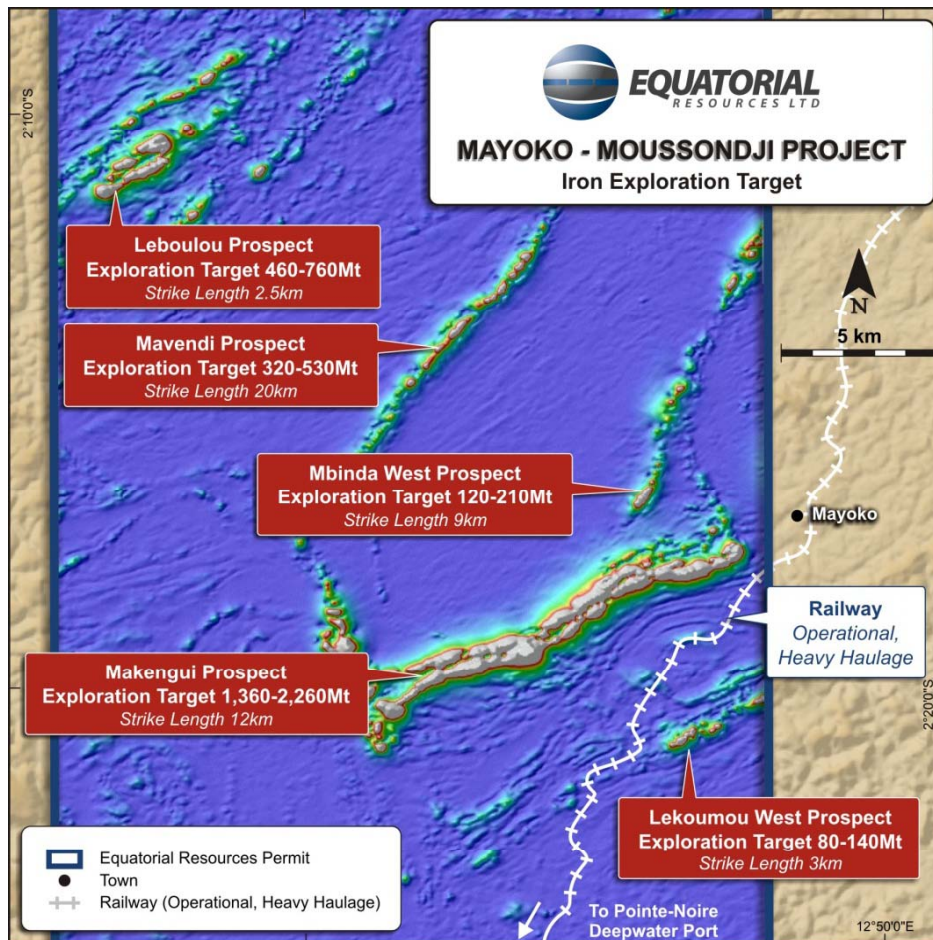 EQUATORIAL
RESOURCES LTD
MAYOKO - MOUSSONDJI PROJECT
Iron Exploration Target
2°10'0"S
Leboulou Prospect
Exploration Target 460-760Mt
Strike Length 2.5km
N
5 km
Mavendi Prospect
Exploration Target 320-530Mt
Strike Length 20km
Mbinda West Prospect
Exploration Target 120-210Mt
Strike Length 9km
Mayoko
Railway
Operational,
Heavy Haulage
Makengui Prospect
Exploration Target 1,360-2,260Mt
Strike Length 12km
2°20'0"S
Lekoumou West Prospect
Exploration Target 80-140Mt
Strike Length 3km
Equatorial Resources Permit
Town
Railway (Operational, Heavy Haulage)
To Pointe-Noire
Deepwater Port
12°50'0"E